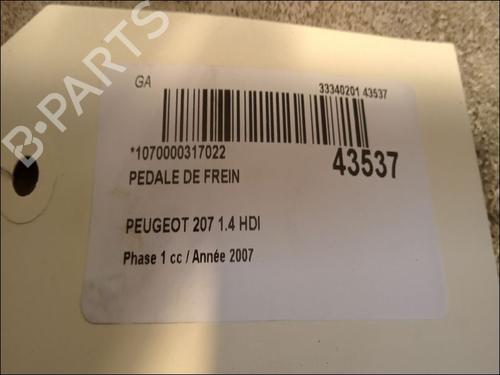 B-PARTS
GA
33340201 43537
*1070000317022
43537
PEDALE DE FREIN
PEUGEOT 207 1.4 HDI
Phase 1 cc / Année 2007